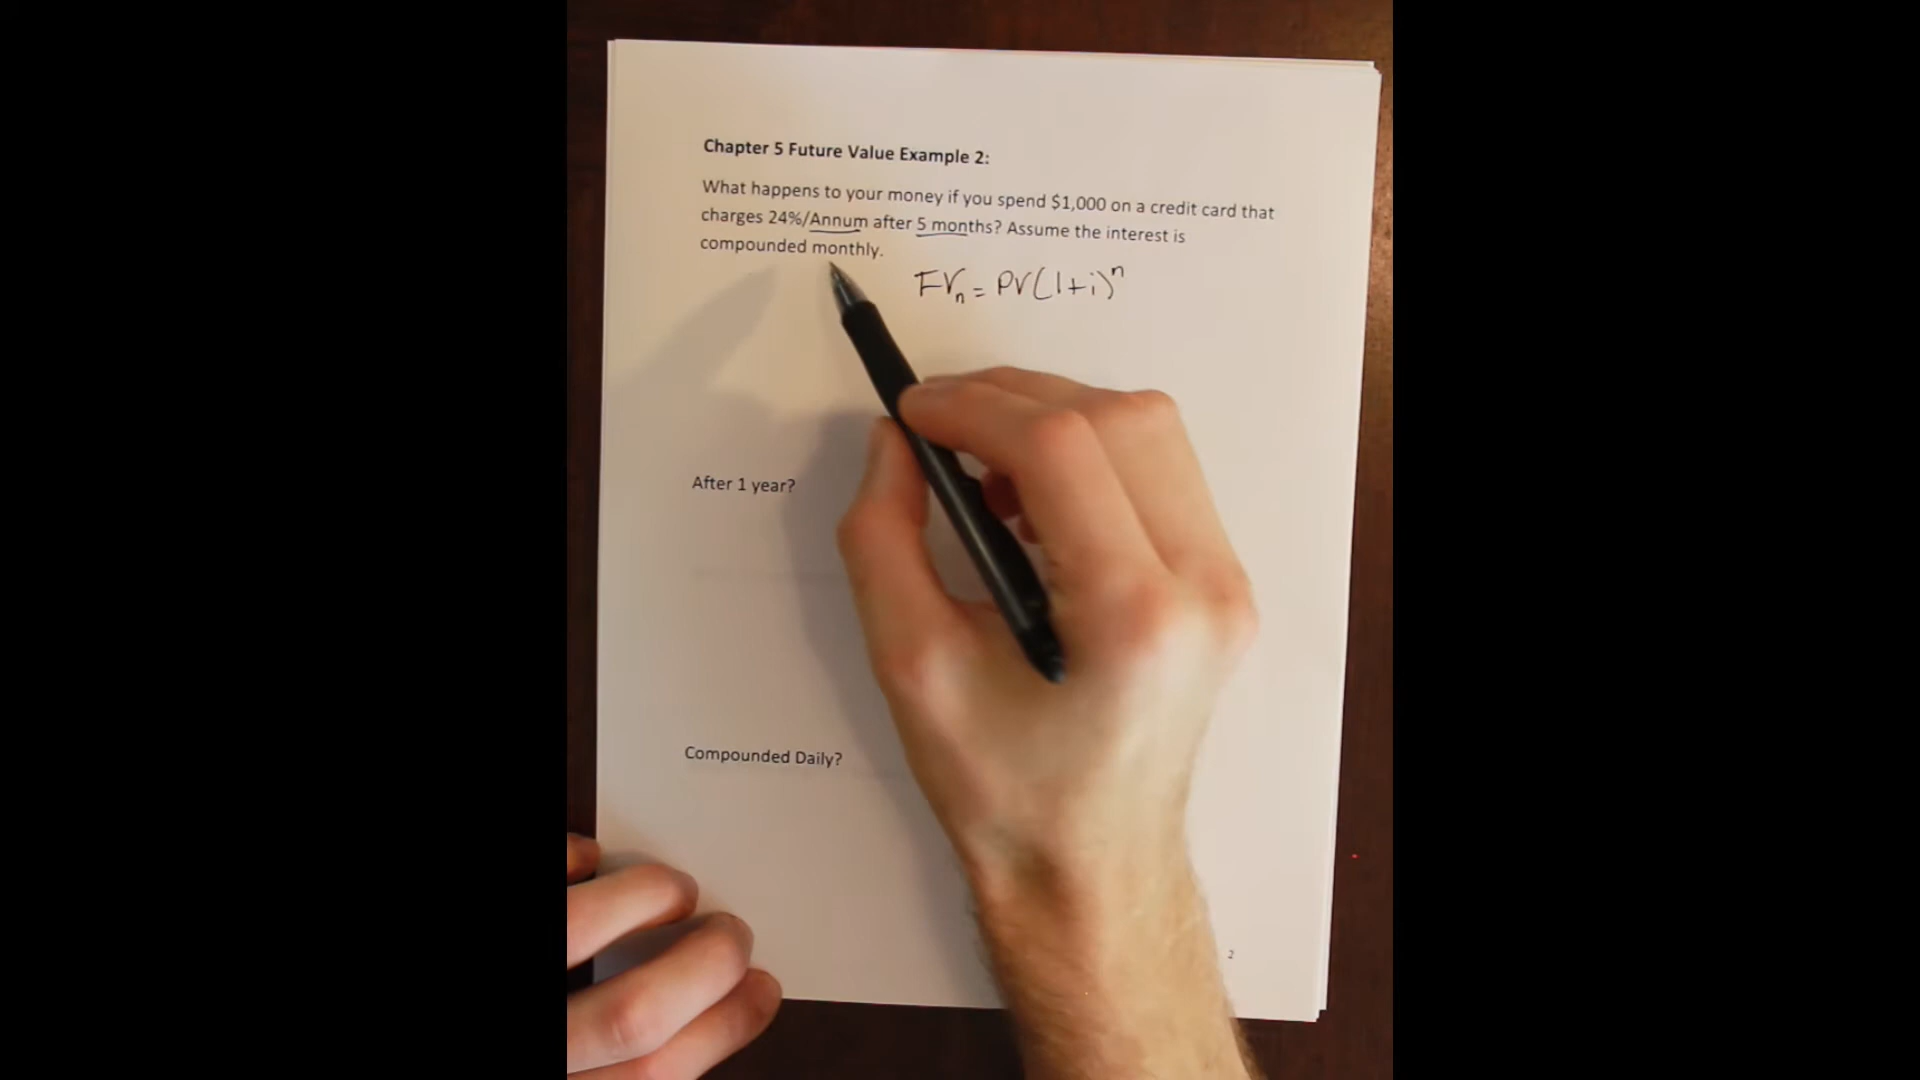 Chapter 5 Future Value Example 2:
What happens to your money if you spend $1,000 on a credit card that
charges 24%/Annum after 5 months? Assume the interest is
compounded monthly.
FVn = PV(1+i)^n
After 1 year?
Compounded Daily?
2